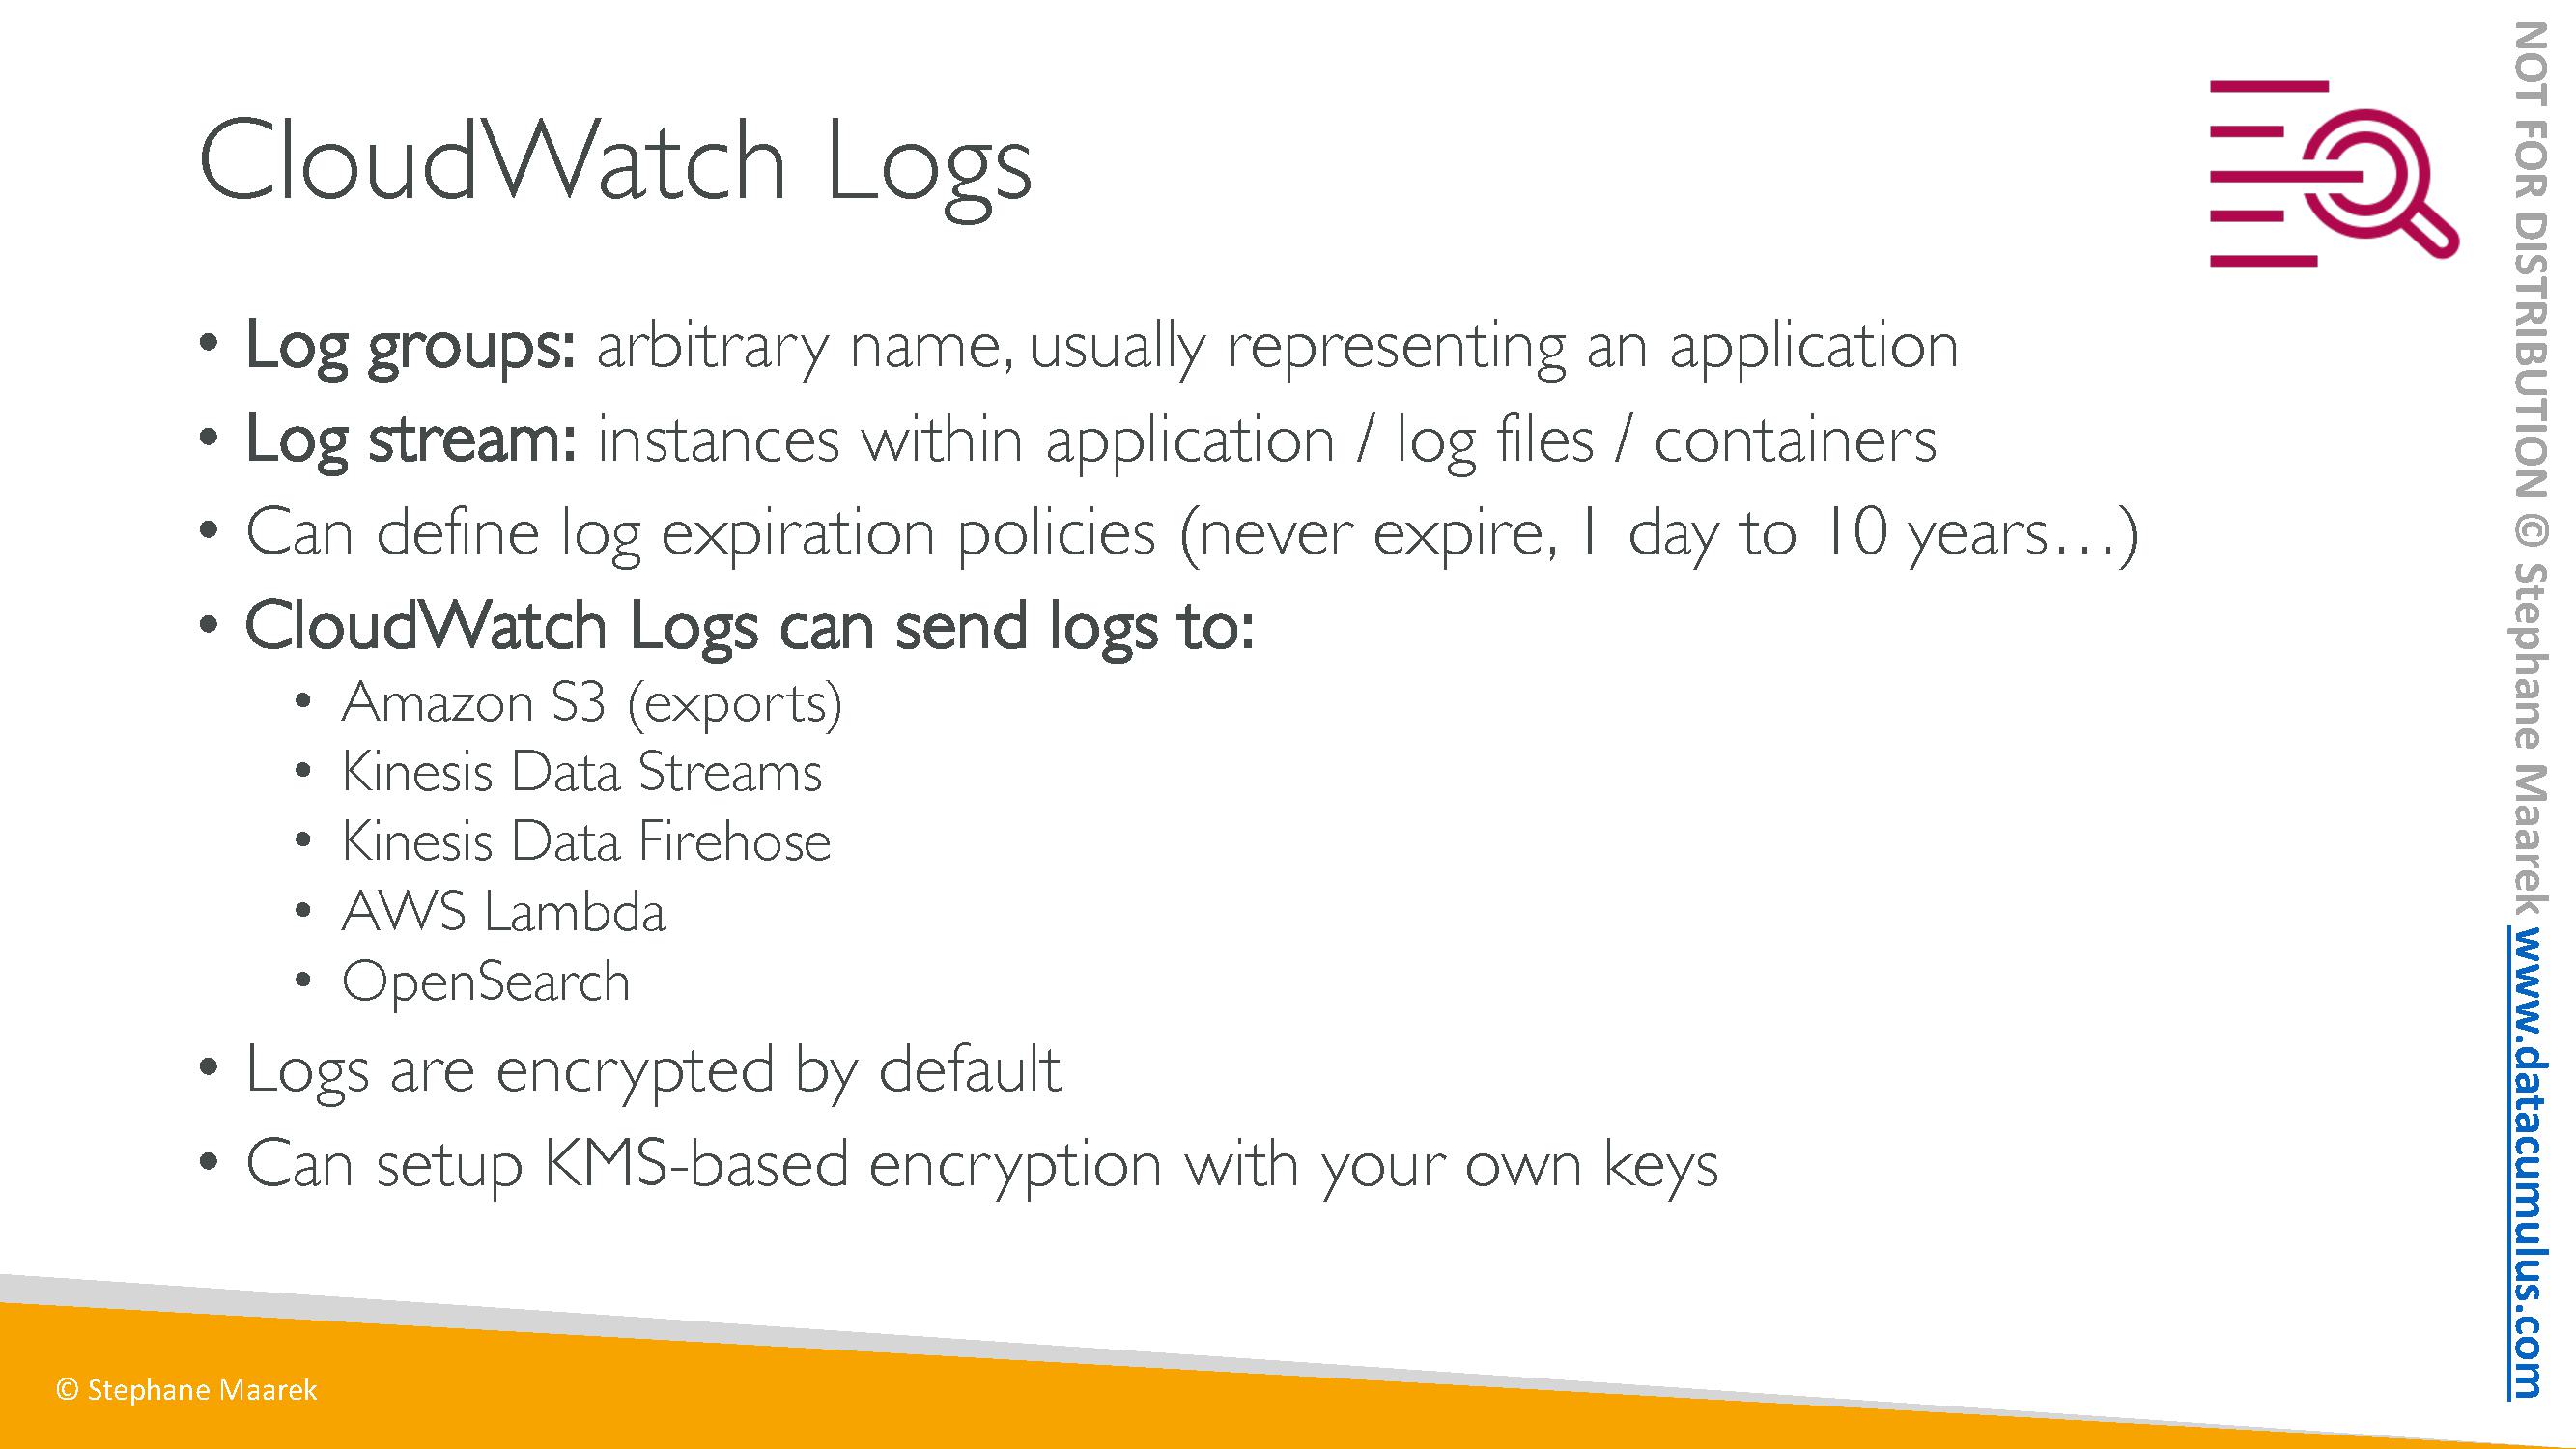 CloudWatch Logs
• Log groups: arbitrary name, usually representing an application
• Log stream: instances within application / log files / containers
• Can define log expiration policies (never expire, 1 day to 10 years…)
• CloudWatch Logs can send logs to:
• Amazon S3 (exports)
• Kinesis Data Streams
• Kinesis Data Firehose
• AWS Lambda
• OpenSearch
• Logs are encrypted by default
• Can setup KMS-based encryption with your own keys
© Stephane Maarek
NOT FOR DISTRIBUTION © Stephane Maarek www.datacumulus.com